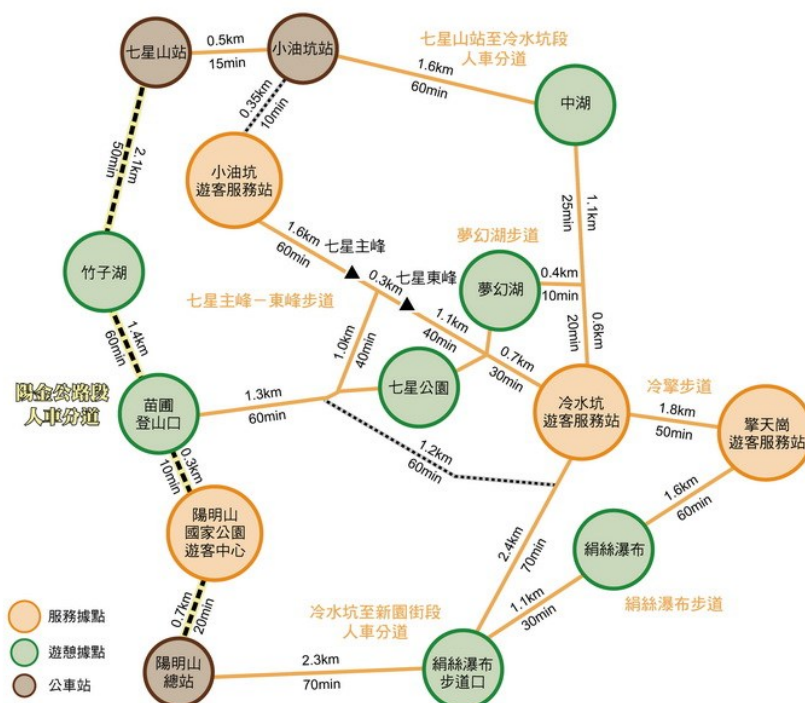 七星山站
0.5km
15min
小油坑站
七星山站至冷水坑段
人車分道
1.6km
60min
中湖
0.35km
10min
2.1km
50min
小油坑
遊客服務站
1.1km
25min
1.6km
60min
七星主峰
夢幻湖步道
竹子湖
0.3km
七星東峰
夢幻湖
0.4km
10min
七星主峰－東峰步道
1.0km
40min
1.1km
40min
0.6km
20min
1.4km
60min
0.7km
30min
陽金公路段
人車分道
苗圃
登山口
1.3km
60min
七星公園
冷水坑
遊客服務站
冷擎步道
1.8km
50min
擎天崗
遊客服務站
0.3km
10min
1.2km
60min
陽明山
國家公園
遊客中心
1.6km
60min
絹絲瀑布
2.4km
70min
0.7km
20min
1.1km
30min
絹絲瀑布步道
服務據點
遊憩據點
公車站
冷水坑至新園街段
人車分道
陽明山
總站
2.3km
70min
絹絲瀑布
步道口